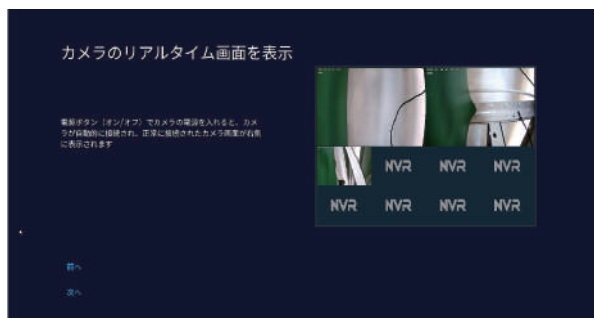 カメラのリアルタイム画面を表示
電源ボタン（オン/オフ）でカメラの電源を入れると、カメ
ラが自動的に接続され、正常に接続されたカメラ画面が右側
に表示されます
NVR NVR NVR
NVR NVR NVR NVR
前へ
次へ